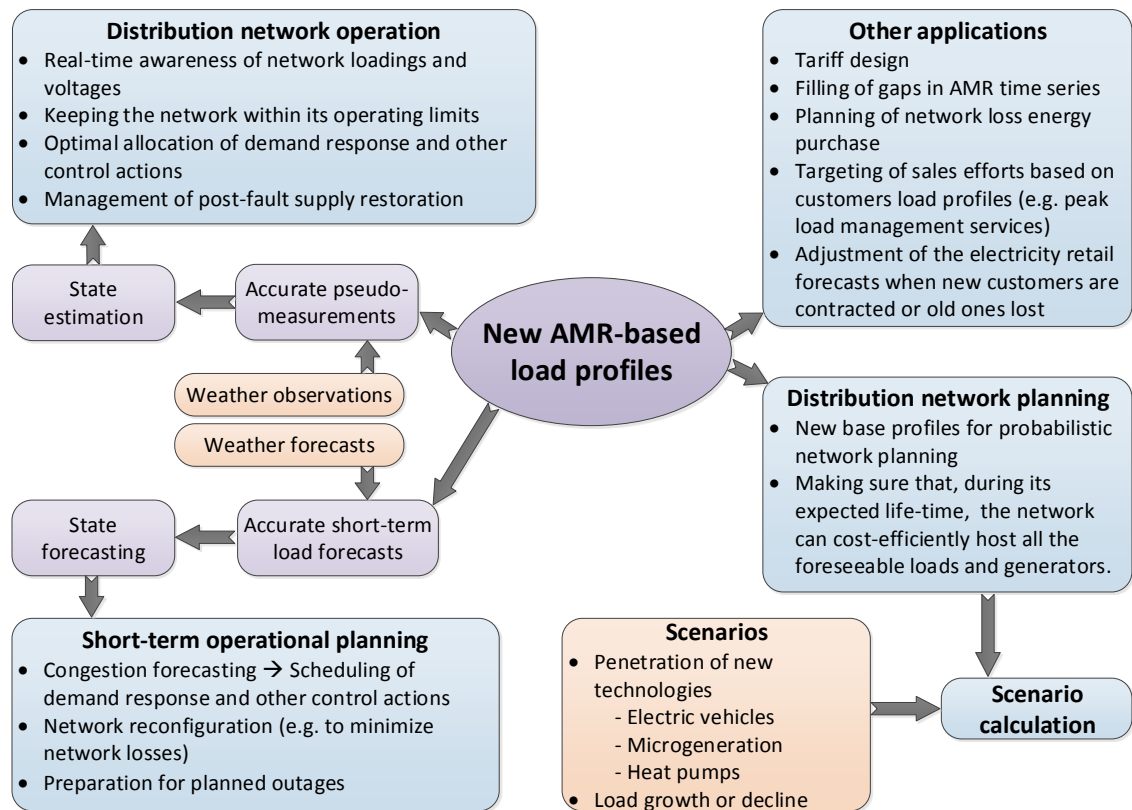 Distribution network operation
• Real-time awareness of network loadings and
voltages
• Keeping the network within its operating limits
• Optimal allocation of demand response and other
control actions
• Management of post-fault supply restoration
Other applications
• Tariff design
• Filling of gaps in AMR time series
• Planning of network loss energy
purchase
• Targeting of sales efforts based on
customers load profiles (e.g. peak
load management services)
• Adjustment of the electricity retail
forecasts when new customers are
contracted or old ones lost
State
estimation
Accurate pseudo-
measurements
New AMR-based
load profiles
Weather observations
Weather forecasts
State
forecasting
Accurate short-term
load forecasts
Distribution network planning
• New base profiles for probabilistic
network planning
• Making sure that, during its
expected life-time, the network
can cost-efficiently host all the
foreseeable loads and generators.
Short-term operational planning
• Congestion forecasting → Scheduling of
demand response and other control actions
• Network reconfiguration (e.g. to minimize
network losses)
• Preparation for planned outages
Scenarios
• Penetration of new
technologies
- Electric vehicles
- Microgeneration
- Heat pumps
• Load growth or decline
Scenario
calculation